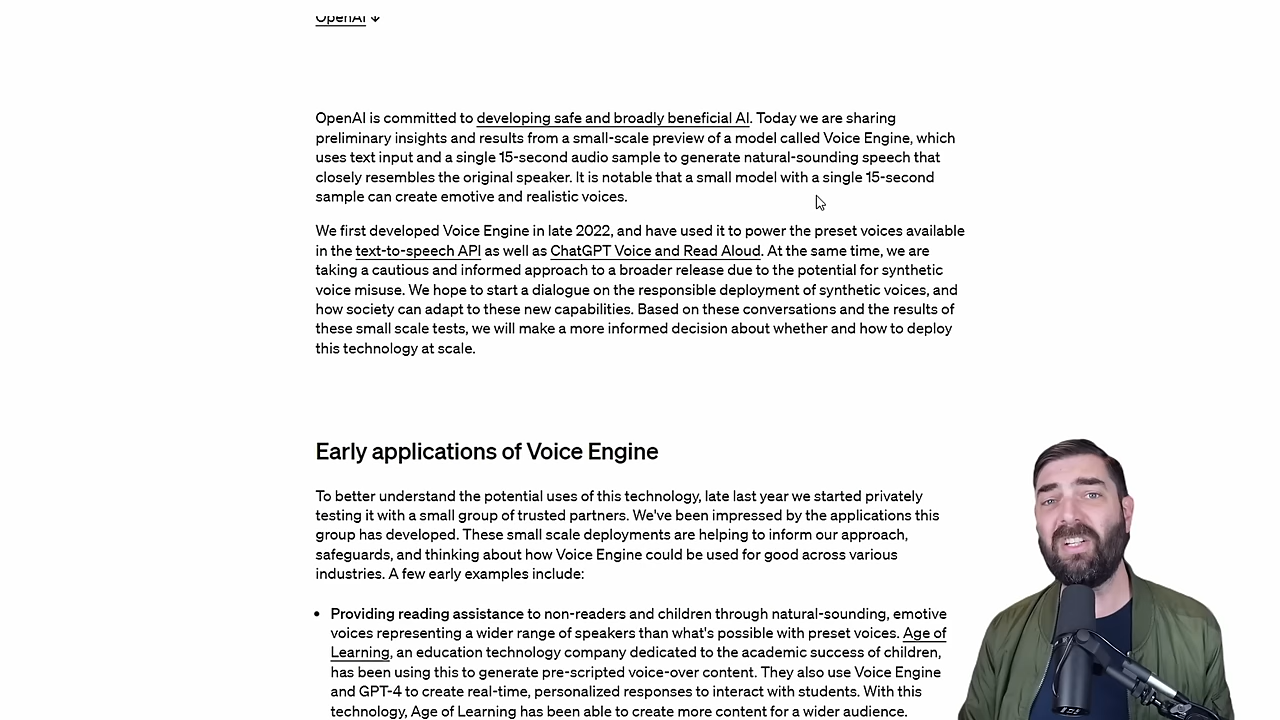 OpenAI
OpenAI is committed to developing safe and broadly beneficial AI. Today we are sharing
preliminary insights and results from a small-scale preview of a model called Voice Engine, which
uses text input and a single 15-second audio sample to generate natural-sounding speech that
closely resembles the original speaker. It is notable that a small model with a single 15-second
sample can create emotive and realistic voices.
We first developed Voice Engine in late 2022, and have used it to power the preset voices available
in the text-to-speech API as well as ChatGPT Voice and Read Aloud. At the same time, we are
taking a cautious and informed approach to a broader release due to the potential for synthetic
voice misuse. We hope to start a dialogue on the responsible deployment of synthetic voices, and
how society can adapt to these new capabilities. Based on these conversations and the results of
these small scale tests, we will make a more informed decision about whether and how to deploy
this technology at scale.
Early applications of Voice Engine
To better understand the potential uses of this technology, late last year we started privately
testing it with a small group of trusted partners. We've been impressed by the applications this
group has developed. These small scale deployments are helping to inform our approach,
safeguards, and thinking about how Voice Engine could be used for good across various
industries. A few early examples include:
• Providing reading assistance to non-readers and children through natural-sounding, emotive
voices representing a wider range of speakers than what's possible with preset voices. Age of
Learning, an education technology company dedicated to the academic success of children,
has been using this to generate pre-scripted voice-over content. They also use Voice Engine
and GPT-4 to create real-time, personalized responses to interact with students. With this
technology, Age of Learning has been able to create more content for a wider audience.